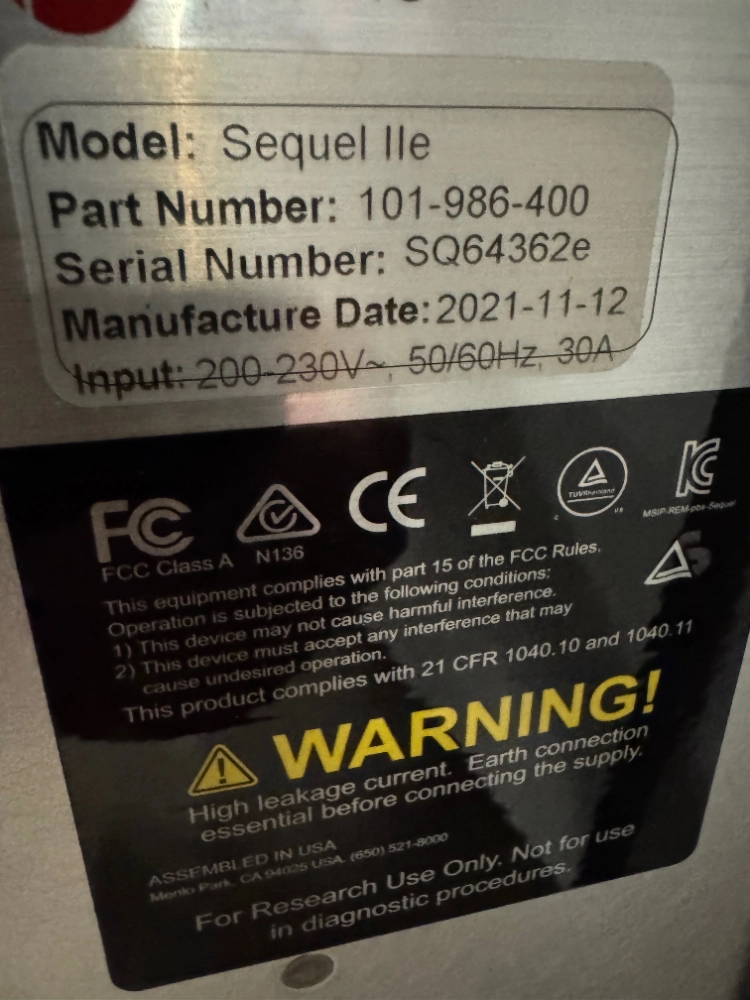 Model: Sequel IIe
Part Number: 101-986-400
Serial Number: SQ64362e
Manufacture Date: 2021-11-12
Input: 200-230V~, 50/60Hz, 30A
FC
CE
TUVRheinland
KC
FCC Class A
N136
MSIP-REM-pbs-Sequel
This equipment complies with part 15 of the FCC Rules.
Operation is subjected to the following conditions:
1) This device may not cause harmful interference.
2) This device must accept any interference that may
cause undesired operation.
This product complies with 21 CFR 1040.10 and 1040.11
WARNING!
High leakage current. Earth connection
essential before connecting the supply.
ASSEMBLED IN USA
Menlo Park, CA 94025 USA. (650) 521-8000
For Research Use Only. Not for use
in diagnostic procedures.